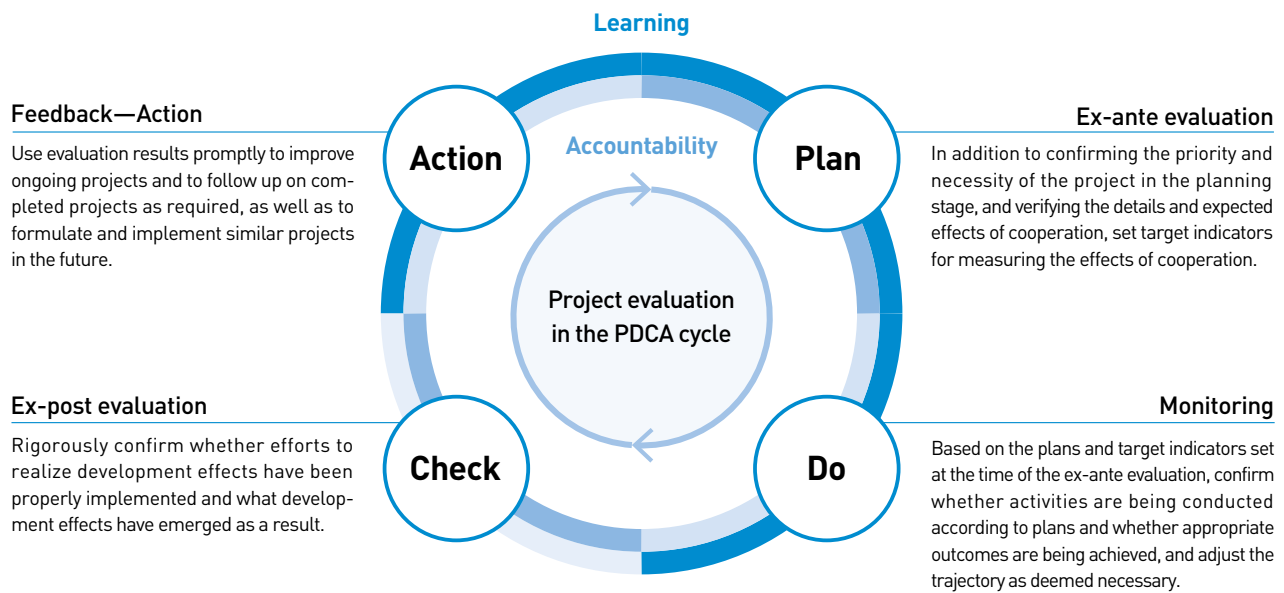 Learning
Accountability
Project evaluation
in the PDCA cycle
Action
Feedback—Action
Use evaluation results promptly to improve
ongoing projects and to follow up on com-
pleted projects as required, as well as to
formulate and implement similar projects
in the future.
Plan
Ex-ante evaluation
In addition to confirming the priority and
necessity of the project in the planning
stage, and verifying the details and expected
effects of cooperation, set target indicators
for measuring the effects of cooperation.
Check
Ex-post evaluation
Rigorously confirm whether efforts to
realize development effects have been
properly implemented and what develop-
ment effects have emerged as a result.
Do
Monitoring
Based on the plans and target indicators set
at the time of the ex-ante evaluation, confirm
whether activities are being conducted
according to plans and whether appropriate
outcomes are being achieved, and adjust the
trajectory as deemed necessary.